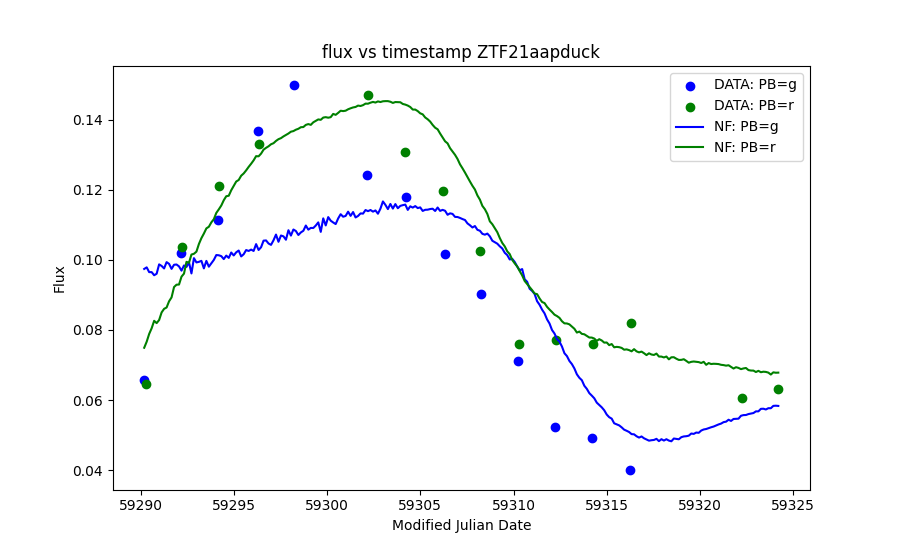 flux vs timestamp ZTF21aapduck
DATA: PB=g
DATA: PB=r
NF: PB=g
NF: PB=r
0.14
0.12
0.10
0.08
0.06
0.04
Flux
59290 59295 59300 59305 59310 59315 59320 59325
Modified Julian Date